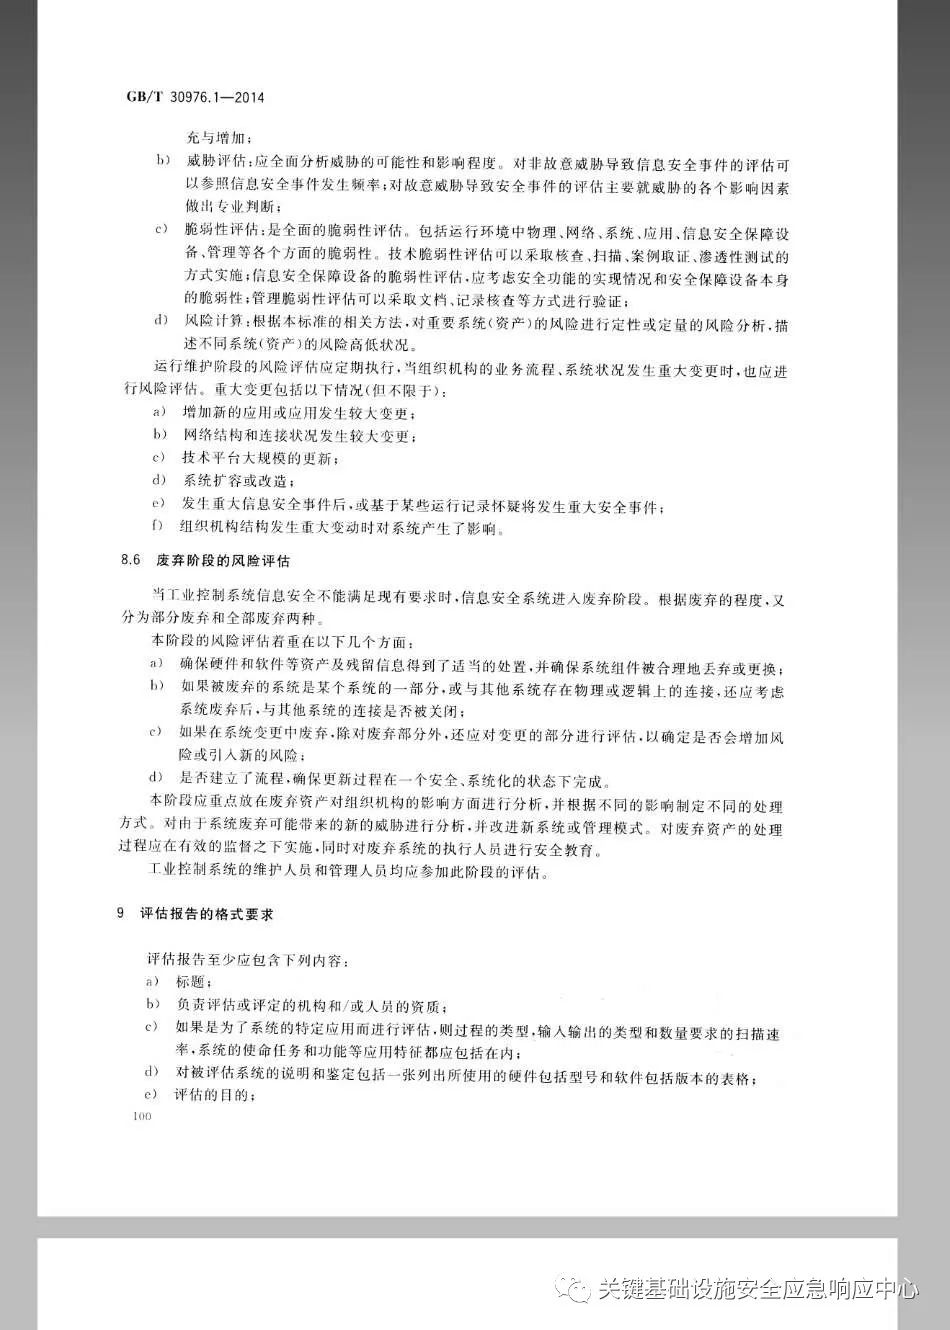 GB/T 30976.1—2014
充与增加;
b) 威胁评估:应全面分析威胁的可能性和影响程度。对非故意威胁导致信息安全事件的评估可
以参照信息安全事件发生频率;对故意威胁导致安全事件的评估主要就威胁的各个影响因素
做出专业判断;
c) 脆弱性评估:是全面的脆弱性评估。包括运行环境中物理、网络、系统、应用、信息安全保障设
备、管理等各个方面的脆弱性。技术脆弱性评估可以采取核查、扫描、案例取证、渗透性测试的
方式实施;信息安全保障设备的脆弱性评估,应考虑安全功能的实现情况和安全保障设备本身
的脆弱性;管理脆弱性评估可以采取文档、记录核查等方式进行验证;
d) 风险计算:根据本标准的相关方法,对重要系统(资产)的风险进行定性或定量的风险分析,描
述不同系统(资产)的风险高低状况。
运行维护阶段的风险评估应定期执行,当组织机构的业务流程、系统状况发生重大变更时,也应进
行风险评估。重大变更包括以下情况(但不限于):
a) 增加新的应用或应用发生较大变更;
b) 网络结构和连接状况发生较大变更;
c) 技术平台大规模的更新;
d) 系统扩容或改造;
e) 发生重大信息安全事件后,或基于某些运行记录怀疑将发生重大安全事件;
f) 组织机构结构发生重大变动时对系统产生了影响。
8.6 废弃阶段的风险评估
当工业控制系统信息安全不能满足现有要求时,信息安全系统进入废弃阶段。根据废弃的程度,又
分为部分废弃和全部废弃两种。
本阶段的风险评估着重在以下几个方面:
a) 确保硬件和软件等资产及残留信息得到了适当的处置,并确保系统组件被合理地丢弃或更换;
b) 如果被废弃的系统是某个系统的一部分,或与其他系统存在物理或逻辑上的连接,还应考虑
系统废弃后,与其他系统的连接是否被关闭;
c) 如果在系统变更中废弃,除对废弃部分外,还应对变更的部分进行评估,以确定是否会增加风
险或引入新的风险;
d) 是否建立了流程,确保更新过程在一个安全、系统化的状态下完成。
本阶段应重点放在废弃资产对组织机构的影响方面进行分析,并根据不同的影响制定不同的处理
方式。对由于系统废弃可能带来的新的威胁进行分析,并改进新系统或管理模式。对废弃资产的处理
过程应在有效的监督之下实施,同时对废弃系统的执行人员进行安全教育。
工业控制系统的维护人员和管理人员均应参加此阶段的评估。
9 评估报告的格式要求
评估报告至少应包含下列内容:
a) 标题;
b) 负责评估或评定的机构和/或人员的资质;
c) 如果是为了系统的特定应用而进行评估,则过程的类型,输入输出的类型和数量要求的扫描速
率,系统的使命任务和功能等应用特征都应包括在内;
d) 对被评估系统的说明和鉴定包括一张列出所使用的硬件包括型号和软件包括版本的表格;
e) 评估的目的;
100
关键基础设施安全应急响应中心